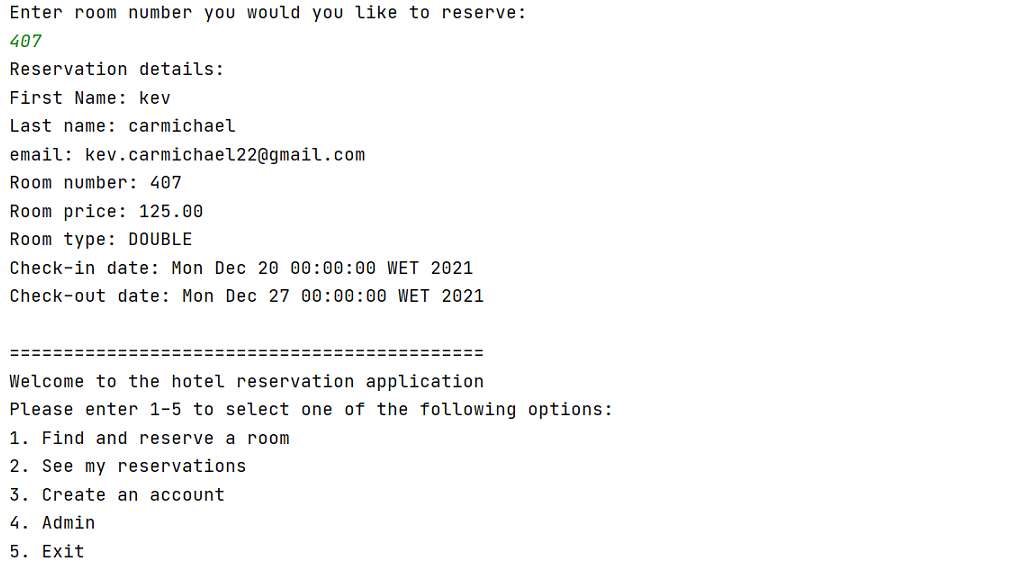 Enter room number you would you like to reserve:
407
Reservation details:
First Name: kev
Last name: carmichael
email: kev.carmichael22@gmail.com
Room number: 407
Room price: 125.00
Room type: DOUBLE
Check-in date: Mon Dec 20 00:00:00 WET 2021
Check-out date: Mon Dec 27 00:00:00 WET 2021
============================================
Welcome to the hotel reservation application
Please enter 1-5 to select one of the following options:
1. Find and reserve a room
2. See my reservations
3. Create an account
4. Admin
5. Exit